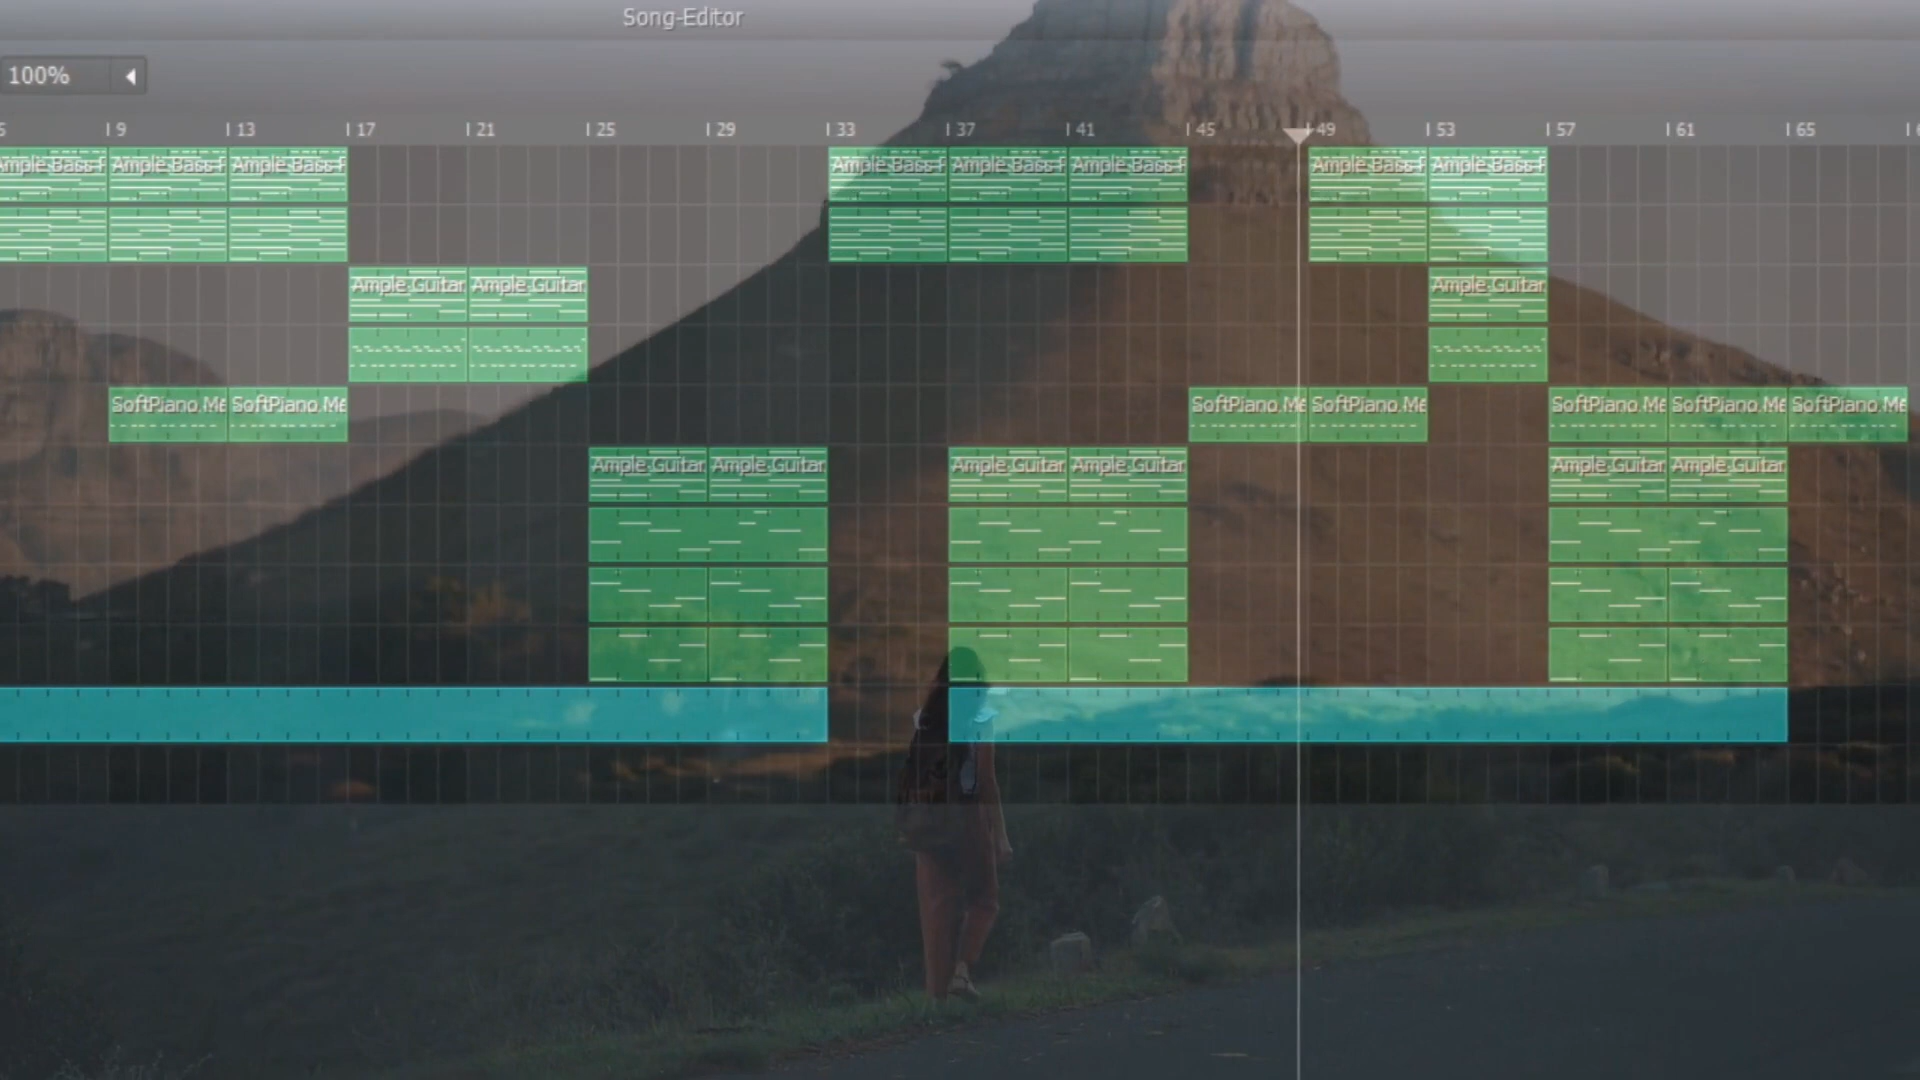 Song-Editor
100%
5 9 13 17 21 25 29 33 37 41 45 49 53 57 61 65
Ample Bass P Ample Bass P Ample Bass P Ample Bass P Ample Bass P Ample Bass P Ample Bass P Ample Bass P
Ample Guitar Ample Guitar Ample Guitar
SoftPiano Me SoftPiano Me SoftPiano Me SoftPiano Me SoftPiano Me SoftPiano Me SoftPiano Me
Ample Guitar Ample Guitar Ample Guitar Ample Guitar Ample Guitar Ample Guitar